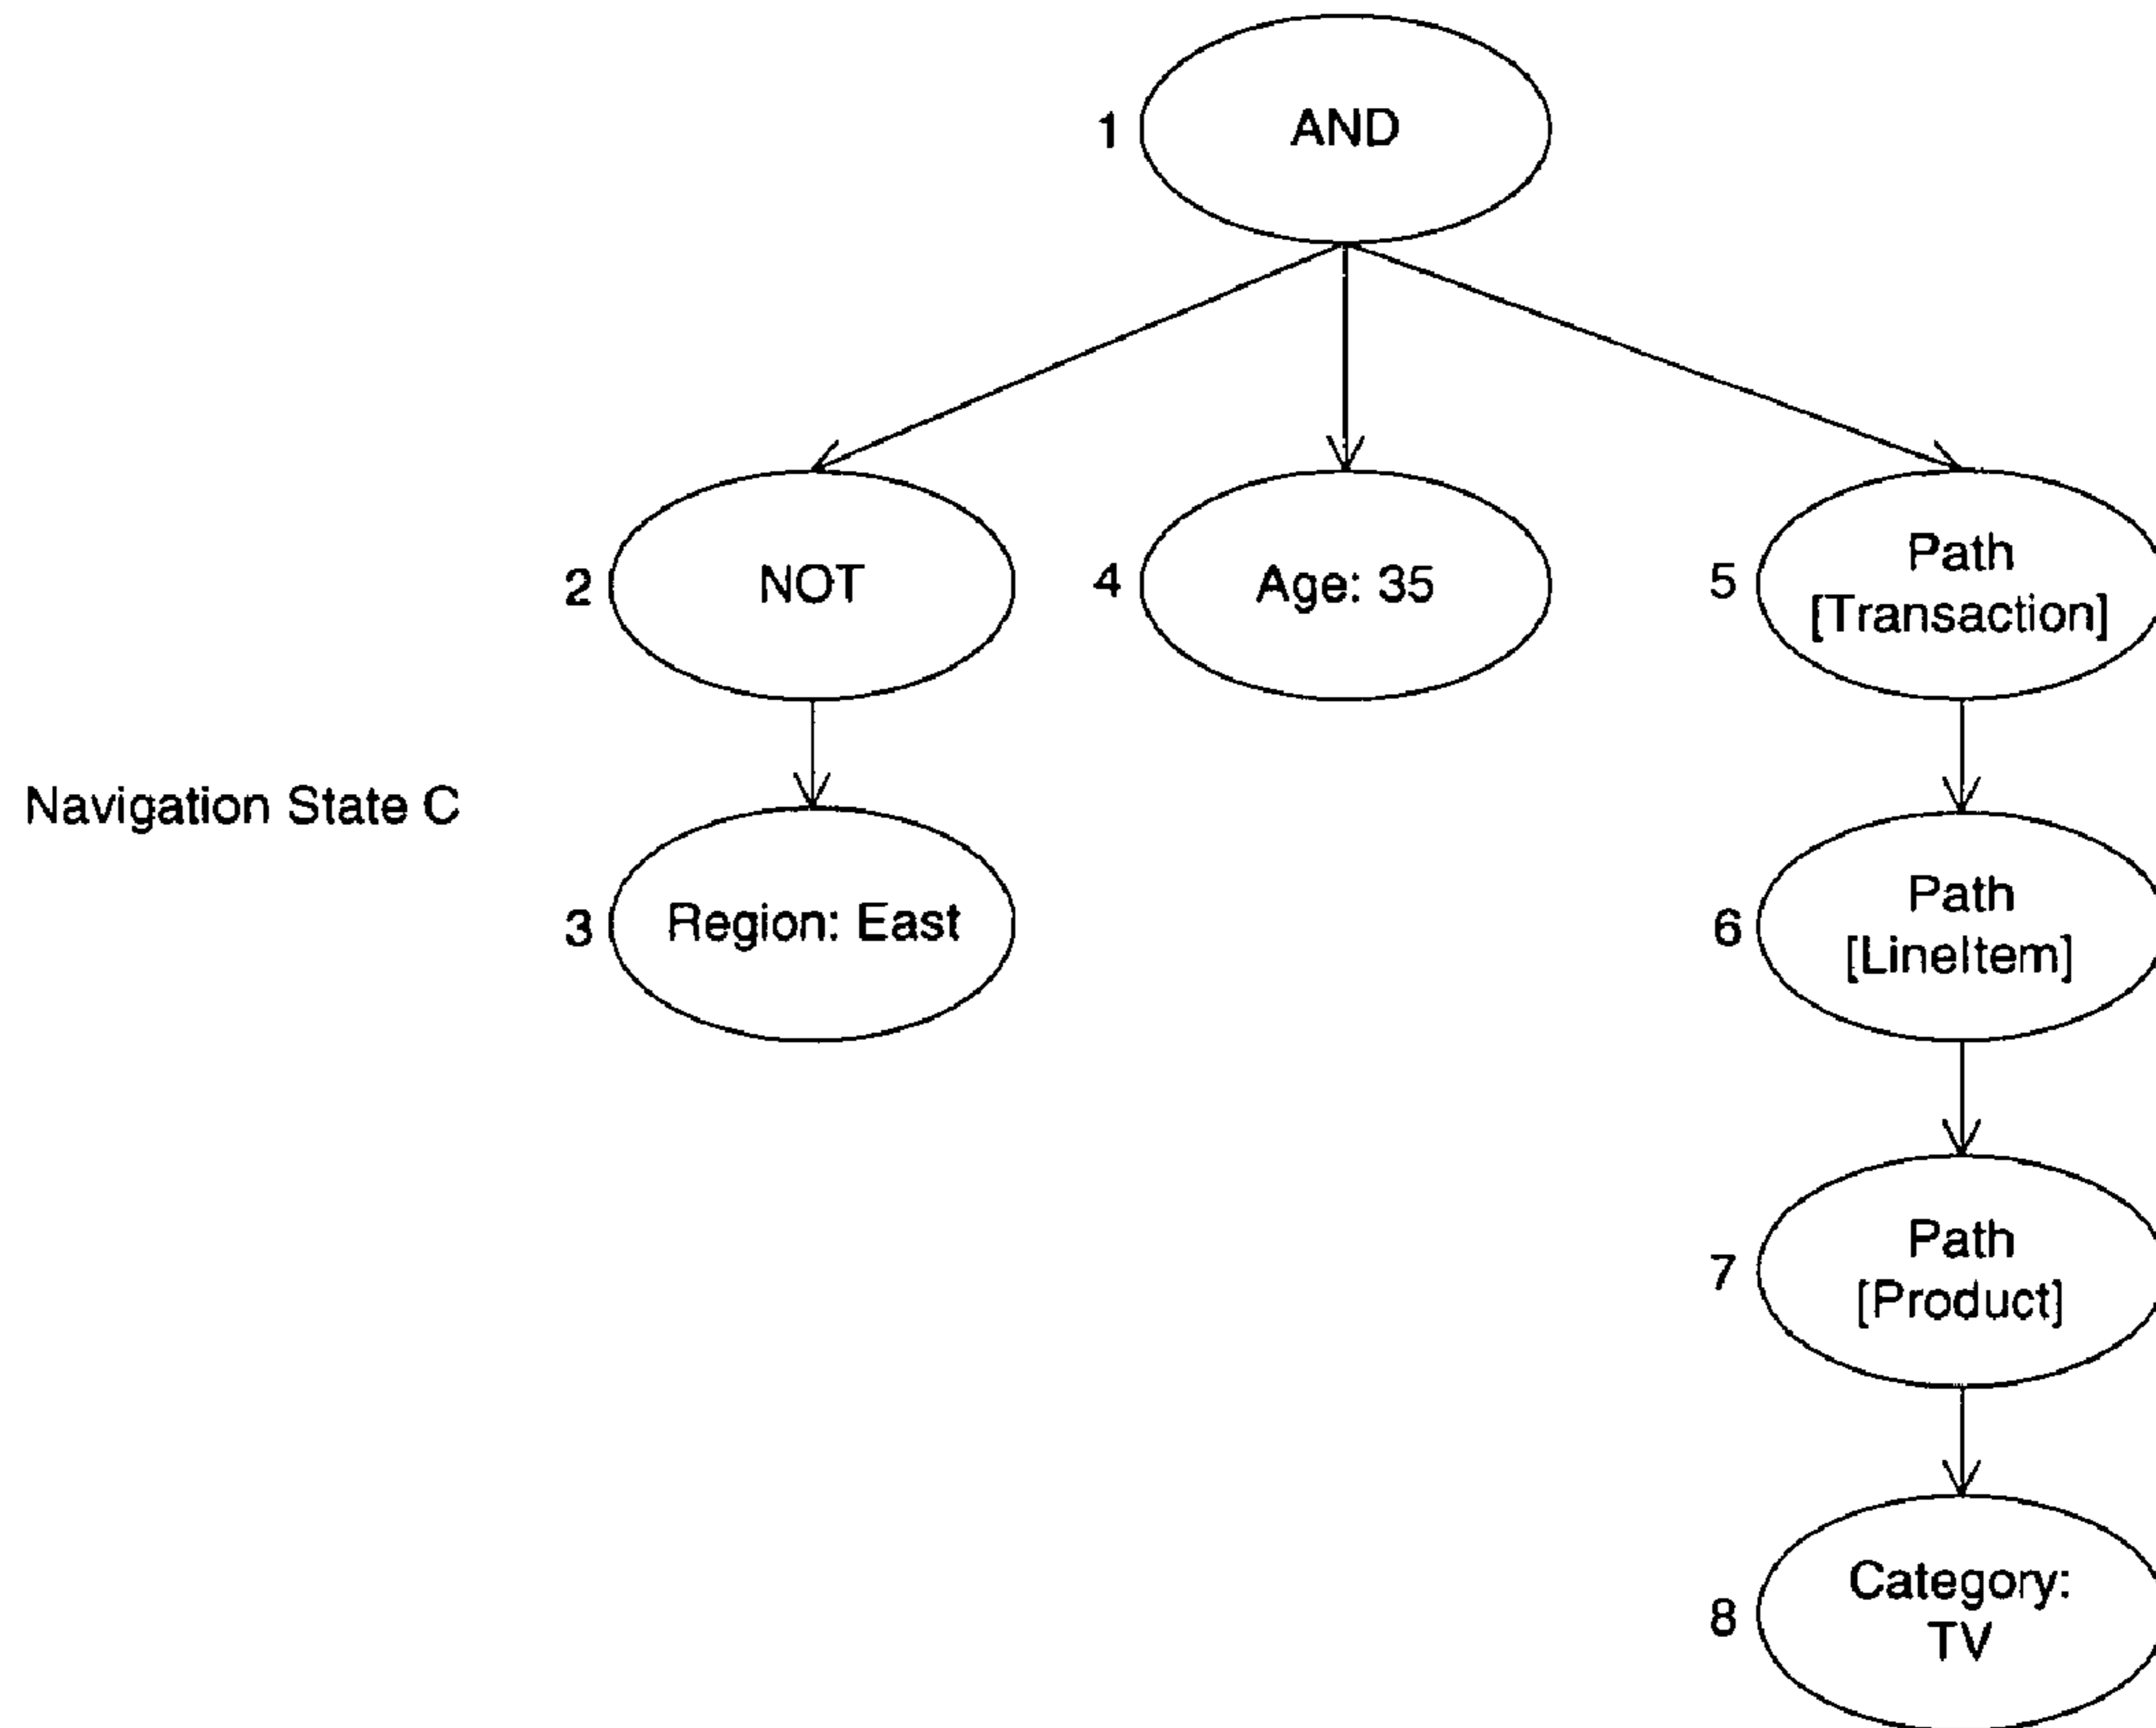 1
AND
2
NOT
4
Age: 35
5
Path
[Transaction]
Navigation State C
3
Region: East
6
Path
[LineItem]
7
Path
[Product]
8
Category:
TV